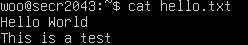 woo@secr2043:~$ cat hello.txt
Hello World
This is a test